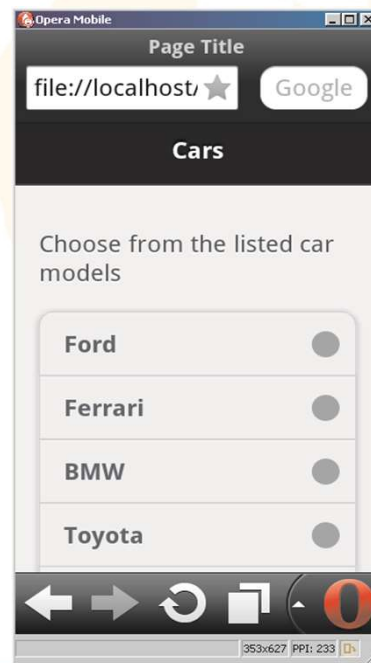 Opera Mobile
Page Title
file://localhost/
Google
Cars
Choose from the listed car
models
Ford
Ferrari
BMW
Toyota
353x627 PPI: 233